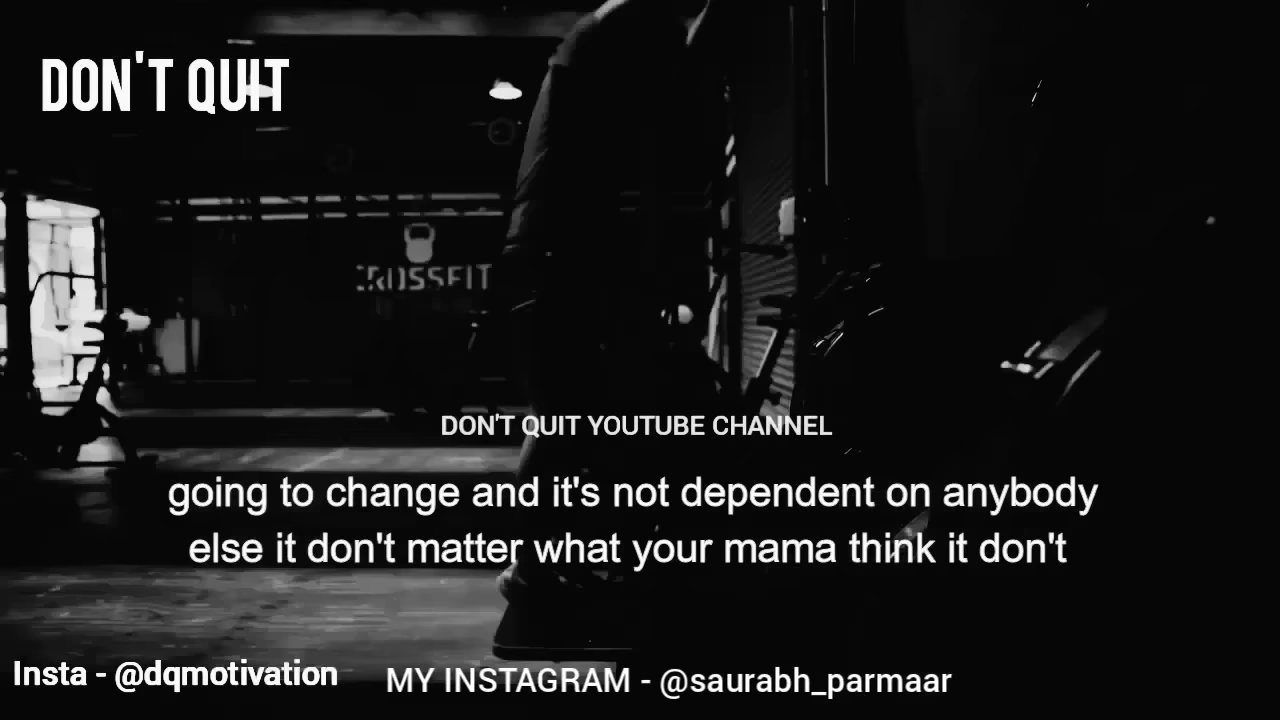 DON'T QUIT
CROSSFIT
DON'T QUIT YOUTUBE CHANNEL
going to change and it's not dependent on anybody
else it don't matter what your mama think it don't
Insta - @dqmotivation
MY INSTAGRAM - @saurabh_parmaar